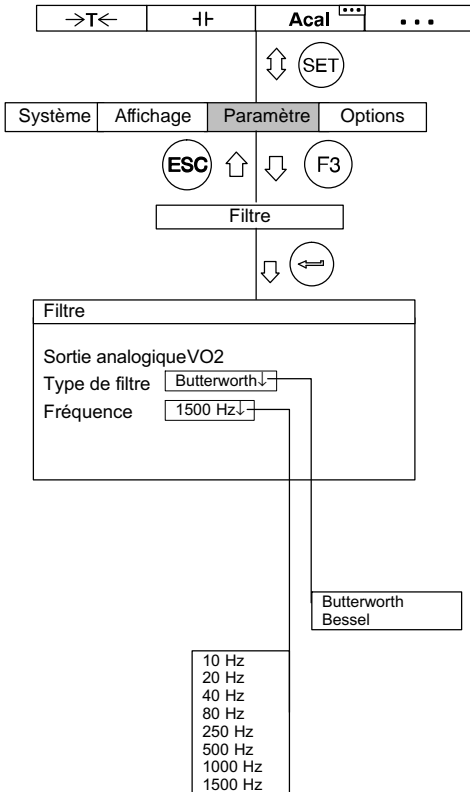 →T← ⊣⊢ Acal ... ...
SET
Système Affichage Paramètre Options
ESC F3
Filtre
Filtre
Sortie analogiqueVO2
Type de filtre Butterworth↓
Fréquence 1500 Hz↓
Butterworth
Bessel
10 Hz
20 Hz
40 Hz
80 Hz
250 Hz
500 Hz
1000 Hz
1500 Hz